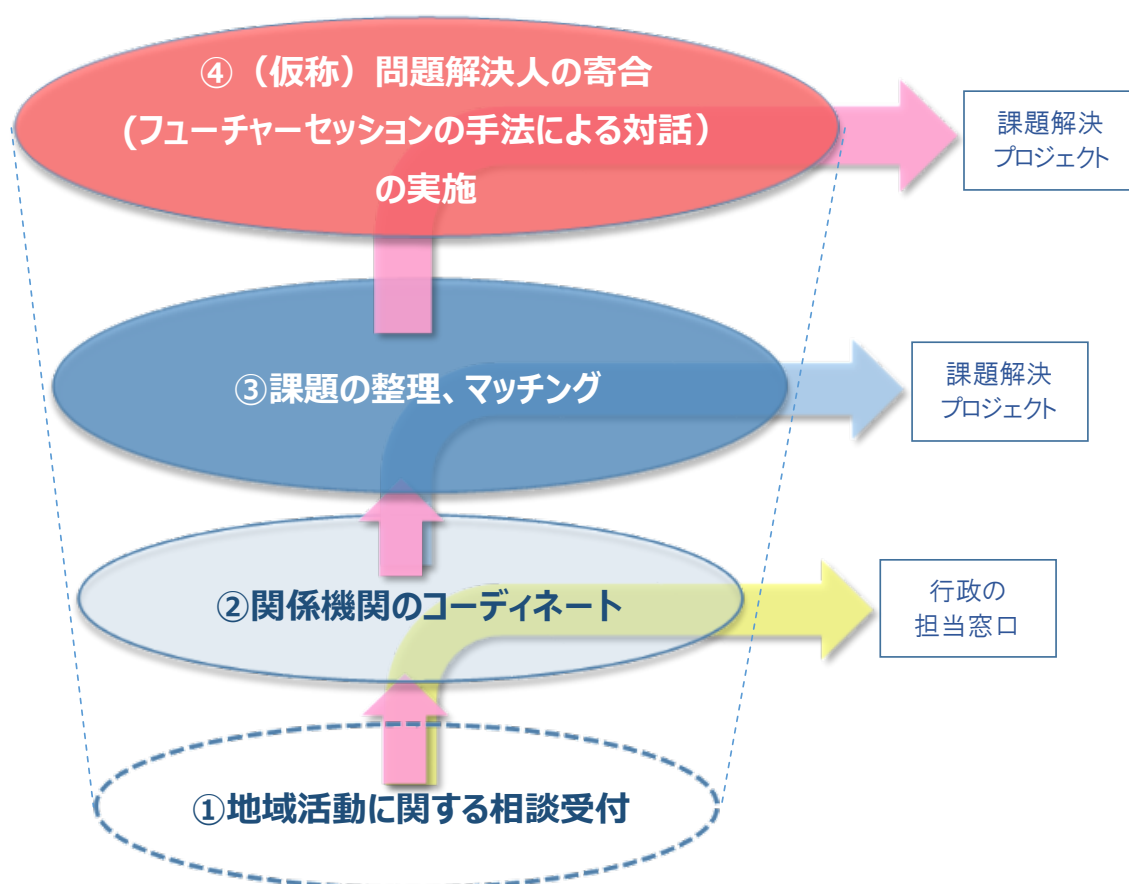 ④（仮称）問題解決人の寄合
(フューチャーセッションの手法による対話）
の実施
課題解決
プロジェクト
③課題の整理、マッチング
課題解決
プロジェクト
②関係機関のコーディネート
行政の
担当窓口
①地域活動に関する相談受付